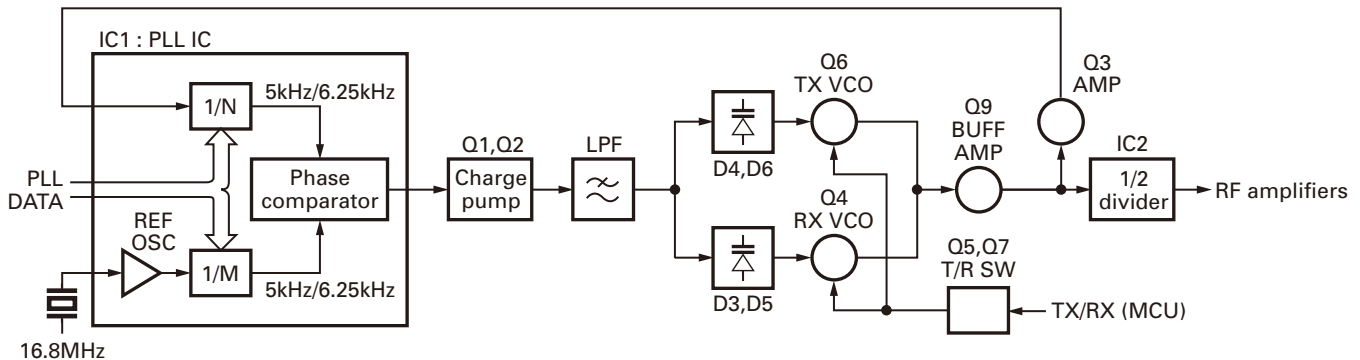 IC1 : PLL IC
5kHz/6.25kHz
1/N
PLL
DATA
Phase
comparator
REF
OSC
1/M
5kHz/6.25kHz
16.8MHz
Q1,Q2
Charge
pump
LPF
D4,D6
Q6
TX VCO
D3,D5
Q4
RX VCO
Q9
BUFF
AMP
Q3
AMP
IC2
1/2
divider
RF amplifiers
Q5,Q7
T/R SW
TX/RX (MCU)